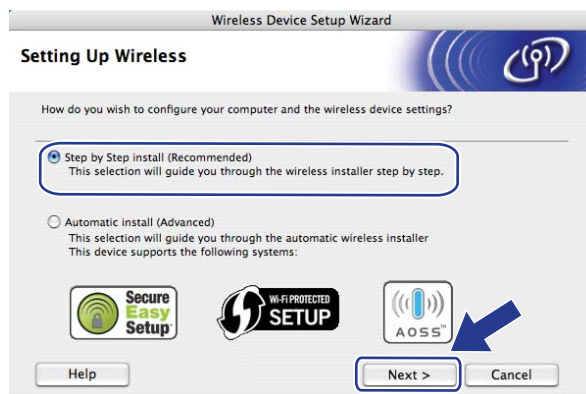 Wireless Device Setup Wizard
Setting Up Wireless
How do you wish to configure your computer and the wireless device settings?
Step by Step install (Recommended)
This selection will guide you through the wireless installer step by step.
Automatic install (Advanced)
This selection will guide you through the automatic wireless installer
This device supports the following systems:
Secure
Easy
Setup
WI-FI PROTECTED
SETUP
AOSS™
Help
Next >
Cancel